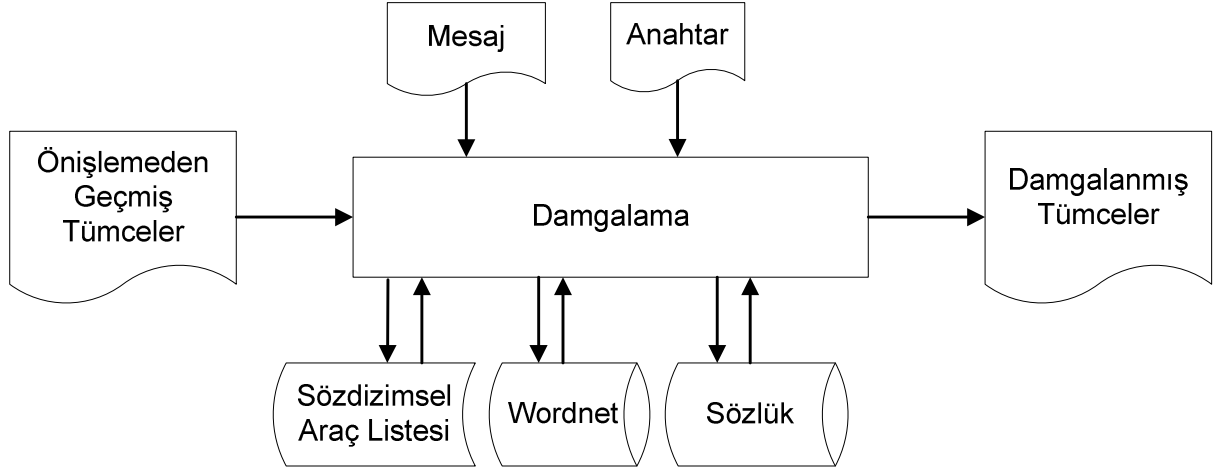 Mesaj
Anahtar
Önişlemeden
Geçmiş
Tümceler
Damgalama
Damgalanmış
Tümceler
Sözdizimsel
Araç Listesi
Wordnet
Sözlük